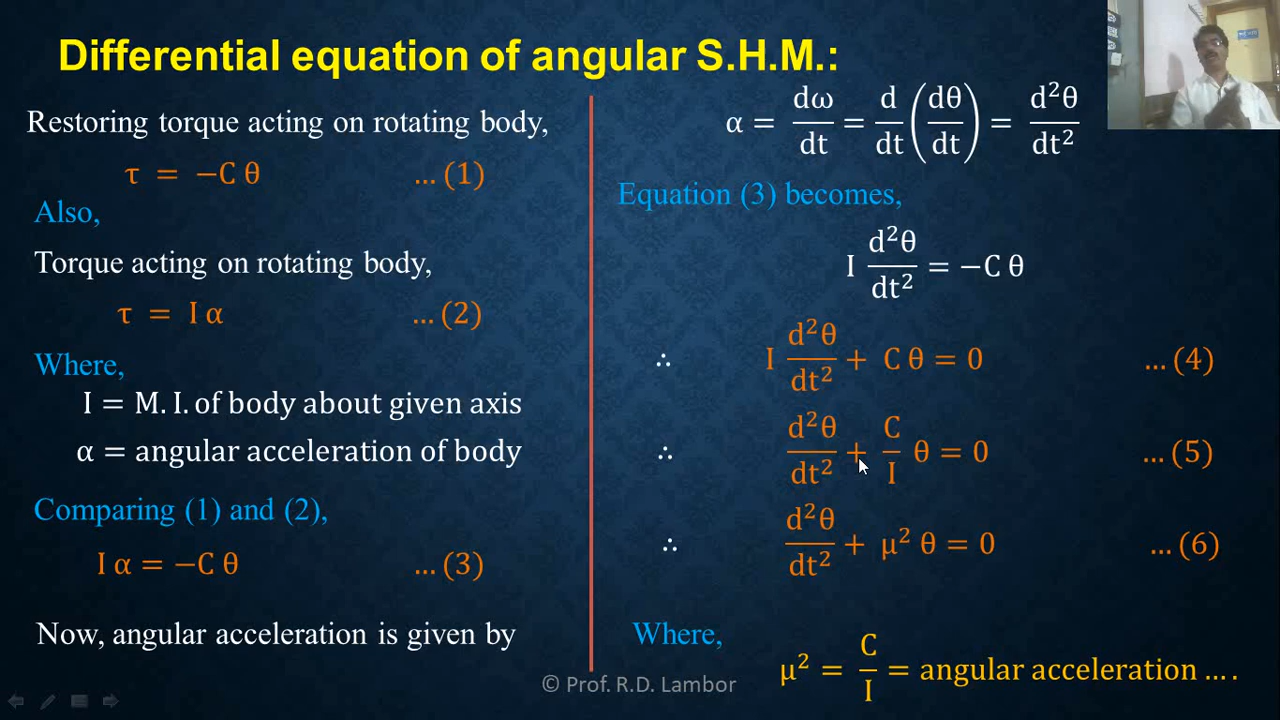 Differential equation of angular S.H.M.:
Restoring torque acting on rotating body,
τ = −C θ ... (1)
Also,
Torque acting on rotating body,
τ = I α ... (2)
Where,
I = M. I. of body about given axis
α = angular acceleration of body
Comparing (1) and (2),
I α = −C θ ... (3)
Now, angular acceleration is given by
α = dω/dt = d/dt (dθ/dt) = d²θ/dt²
Equation (3) becomes,
I d²θ/dt² = −C θ
∴ I d²θ/dt² + C θ = 0 ... (4)
∴ d²θ/dt² + C/I θ = 0 ... (5)
∴ d²θ/dt² + μ² θ = 0 ... (6)
Where,
μ² = C/I = angular acceleration ... .
© Prof. R.D. Lambor